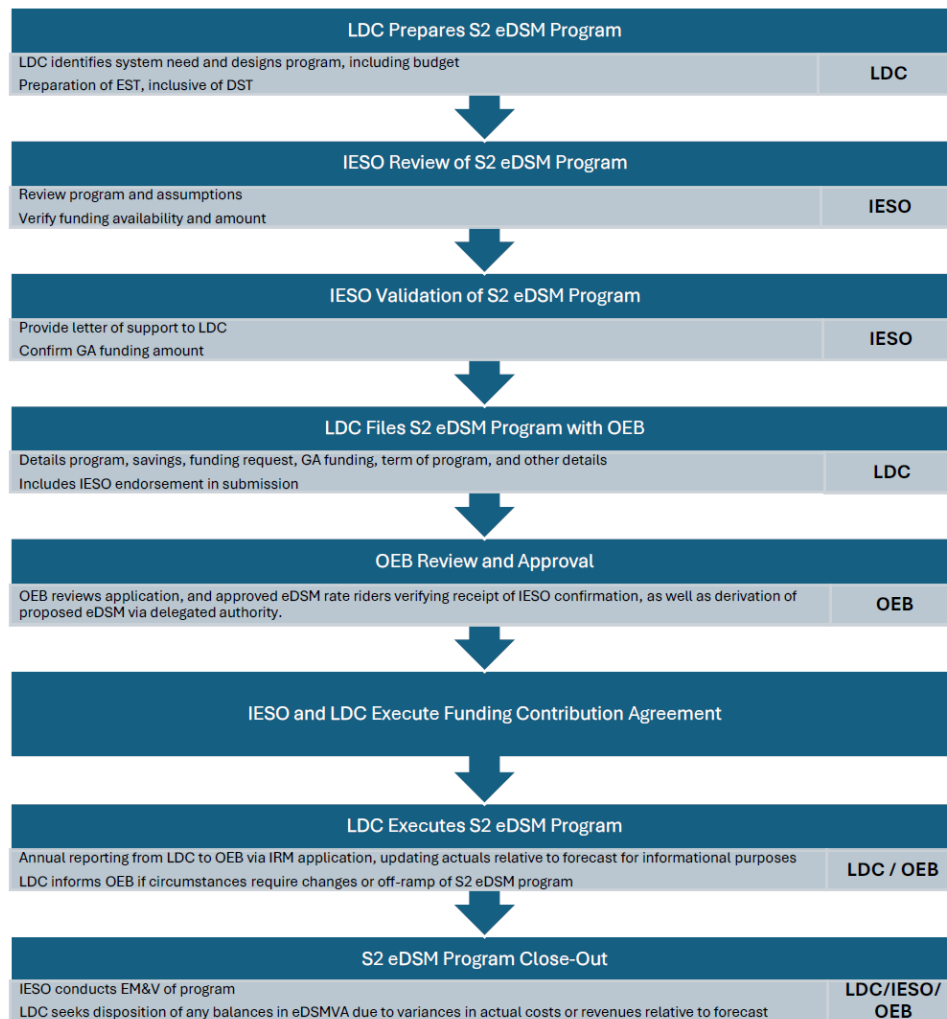 LDC Prepares S2 eDSM Program
LDC identifies system need and designs program, including budget
Preparation of EST, inclusive of DST
LDC
IESO Review of S2 eDSM Program
Review program and assumptions
Verify funding availability and amount
IESO
IESO Validation of S2 eDSM Program
Provide letter of support to LDC
Confirm GA funding amount
IESO
LDC Files S2 eDSM Program with OEB
Details program, savings, funding request, GA funding, term of program, and other details
Includes IESO endorsement in submission
LDC
OEB Review and Approval
OEB reviews application, and approved eDSM rate riders verifying receipt of IESO confirmation, as well as derivation of
proposed eDSM via delegated authority.
OEB
IESO and LDC Execute Funding Contribution Agreement
LDC Executes S2 eDSM Program
Annual reporting from LDC to OEB via IRM application, updating actuals relative to forecast for informational purposes
LDC informs OEB if circumstances require changes or off-ramp of S2 eDSM program
LDC / OEB
S2 eDSM Program Close-Out
IESO conducts EM&V of program
LDC seeks disposition of any balances in eDSMVA due to variances in actual costs or revenues relative to forecast
LDC/IESO/
OEB